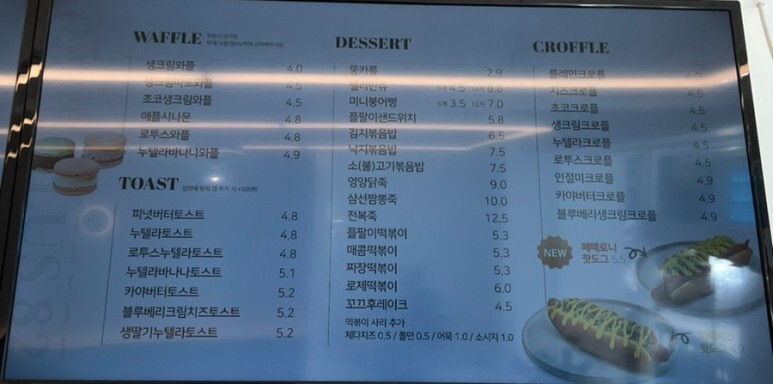 WAFFLE
생크림와플 4.0
4.5
초코생크림와플 4.5
애플시나몬 4.8
로투스와플 4.8
누텔라바나나와플 4.9
TOAST
피넛버터토스트 4.8
누텔라토스트 4.8
로투스누텔라토스트 4.8
누텔라바나나토스트 5.1
카야버터토스트 5.2
블루베리크림치즈토스트 5.2
생딸기누텔라토스트 5.2
DESSERT
뚱카롱 2.9
미니붕어빵 6개 3.5 12개 7.0
플팔이샌드위치 5.8
김치볶음밥 6.5
낙지볶음밥 7.5
소(불)고기볶음밥 7.5
영양닭죽 9.0
삼선짬뽕죽 10.0
전복죽 12.5
플팔이떡볶이 5.3
매콤떡볶이 5.3
짜장떡볶이 5.3
로제떡볶이 6.0
꼬끄후레이크 4.5
떡볶이 사리 추가
체다치즈 0.5 / 쫄면 0.5 / 어묵 1.0 / 소시지 1.0
CROFFLE
플레인크로플
치즈크로플 4.5
초코크로플 4.5
생크림크로플 4.5
누텔라크로플 4.5
로투스크로플 4.5
인절미크로플 4.9
카야버터크로플 4.9
블루베리생크림크로플 4.9
NEW
페페로니
핫도그 5.5
핫도그